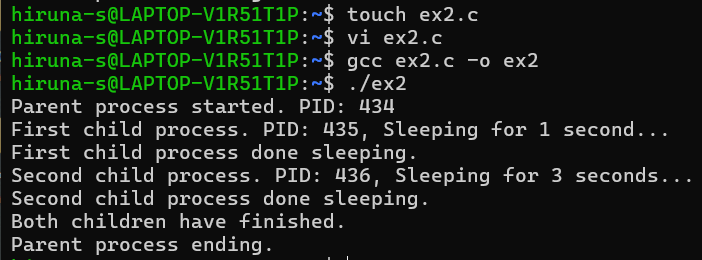 hiruna-s@LAPTOP-V1R51T1P:~$ touch ex2.c
hiruna-s@LAPTOP-V1R51T1P:~$ vi ex2.c
hiruna-s@LAPTOP-V1R51T1P:~$ gcc ex2.c -o ex2
hiruna-s@LAPTOP-V1R51T1P:~$ ./ex2
Parent process started. PID: 434
First child process. PID: 435, Sleeping for 1 second...
First child process done sleeping.
Second child process. PID: 436, Sleeping for 3 seconds...
Second child process done sleeping.
Both children have finished.
Parent process ending.